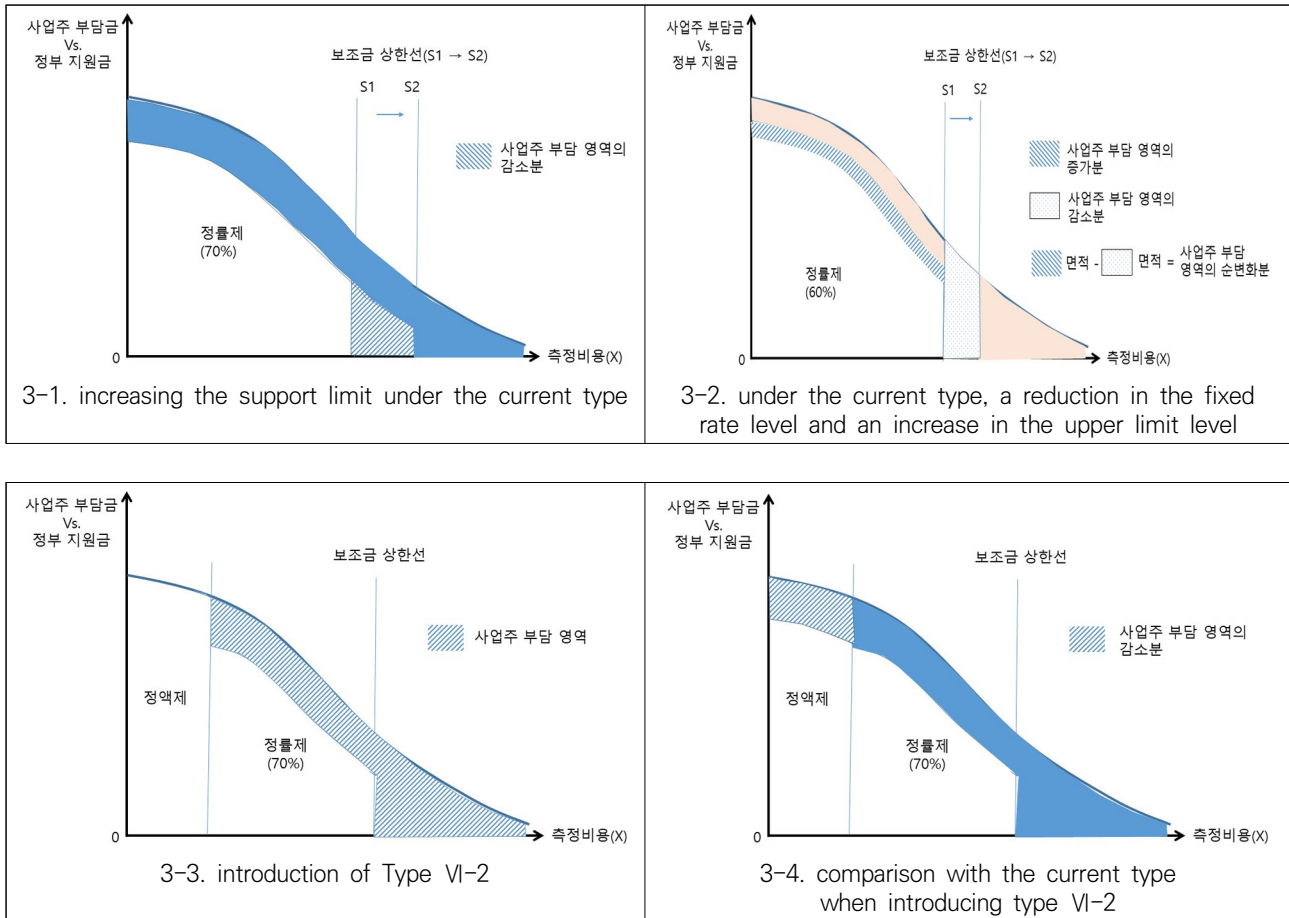 사업주 부담금
Vs.
정부 지원금
보조금 상한선(S1 → S2)
S1 S2
사업주 부담 영역의
감소분
정률제
(70%)
0
측정비용(X)
3-1. increasing the support limit under the current type
사업주 부담금
Vs.
정부 지원금
보조금 상한선(S1 → S2)
S1 S2
사업주 부담 영역의
증가분
사업주 부담 영역의
감소분
면적 - 면적 = 사업주 부담
영역의 순변화분
정률제
(60%)
0
측정비용(X)
3-2. under the current type, a reduction in the fixed
rate level and an increase in the upper limit level
사업주 부담금
Vs.
정부 지원금
보조금 상한선
사업주 부담 영역
정액제
정률제
(70%)
0
측정비용(X)
3-3. introduction of Type Ⅵ-2
사업주 부담금
Vs.
정부 지원금
보조금 상한선
사업주 부담 영역의
감소분
정액제
정률제
(70%)
0
측정비용(X)
3-4. comparison with the current type
when introducing type Ⅵ-2